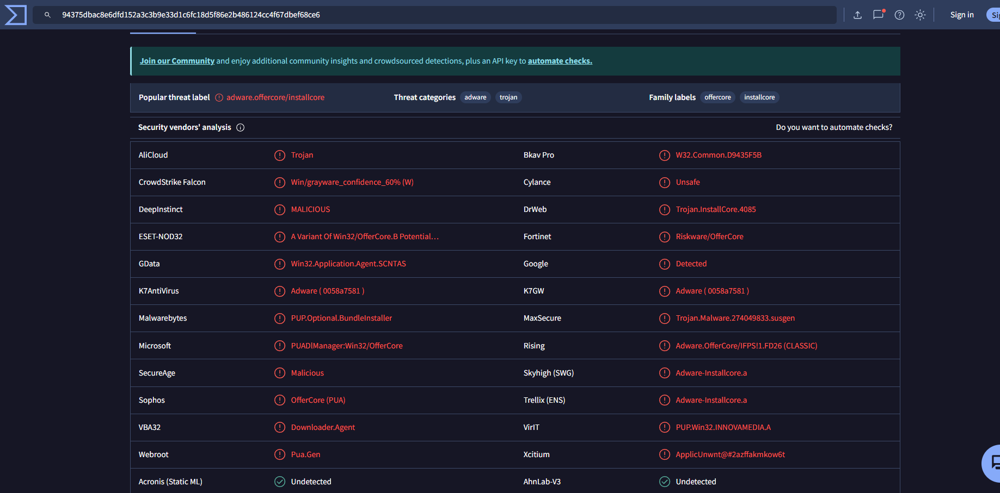 94375dbac8e6dfd152a3c3b9e33d1c6fc18d5f86e2b486124cc4f67dbef68ce6
Sign in
Join our Community and enjoy additional community insights and crowdsourced detections, plus an API key to automate checks.
Popular threat label adware.offercore/installcore Threat categories adware trojan Family labels offercore installcore
Security vendors' analysis Do you want to automate checks?
AliCloud Trojan Bkav Pro W32.Common.D9435F5B
CrowdStrike Falcon Win/grayware_confidence_60% (W) Cylance Unsafe
DeepInstinct MALICIOUS DrWeb Trojan.InstallCore.4085
ESET-NOD32 A Variant Of Win32/OfferCore.B Potential... Fortinet Riskware/OfferCore
GData Win32.Application.Agent.SCNTAS Google Detected
K7AntiVirus Adware ( 0058a7581 ) K7GW Adware ( 0058a7581 )
Malwarebytes PUP.Optional.BundleInstaller MaxSecure Trojan.Malware.274049833.susgen
Microsoft PUADlManager:Win32/OfferCore Rising Adware.OfferCore/IFPS!1.FD26 (CLASSIC)
SecureAge Malicious Skyhigh (SWG) Adware-Installcore.a
Sophos OfferCore (PUA) Trellix (ENS) Adware-Installcore.a
VBA32 Downloader.Agent VirIT PUP.Win32.INNOVAMEDIA.A
Webroot Pua.Gen Xcitium ApplicUnwnt@#2azffakmkow6t
Acronis (Static ML) Undetected AhnLab-V3 Undetected